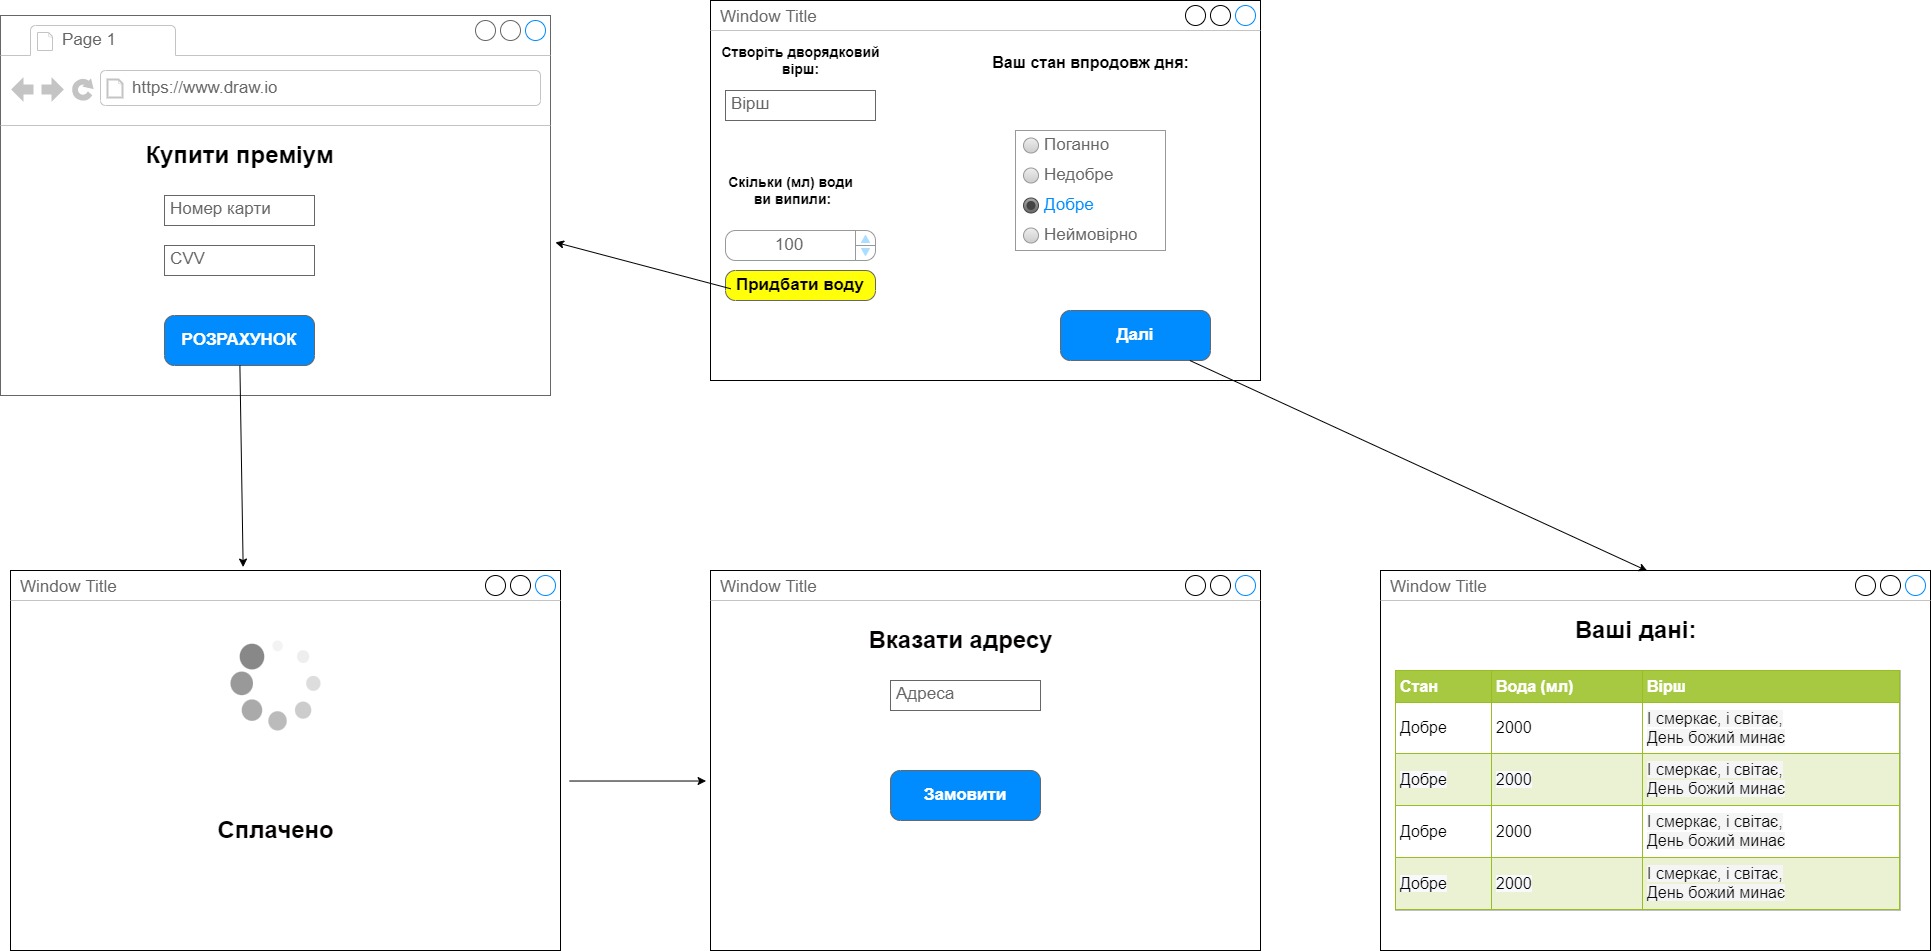 Page 1
https://www.draw.io
Купити преміум
Номер карти
CVV
РОЗРАХУНОК
Window Title
Створіть дворядковий
вірш:
Вірш
Скільки (мл) води
ви випили:
100
Придбати воду
Ваш стан впродовж дня:
Поганно
Недобре
Добре
Неймовірно
Далі
Window Title
Сплачено
Window Title
Вказати адресу
Адреса
Замовити
Window Title
Ваші дані:
Стан Вода (мл) Вірш
Добре 2000 І смеркає, і світає,
День божий минає
Добре 2000 І смеркає, і світає,
День божий минає
Добре 2000 І смеркає, і світає,
День божий минає
Добре 2000 І смеркає, і світає,
День божий минає